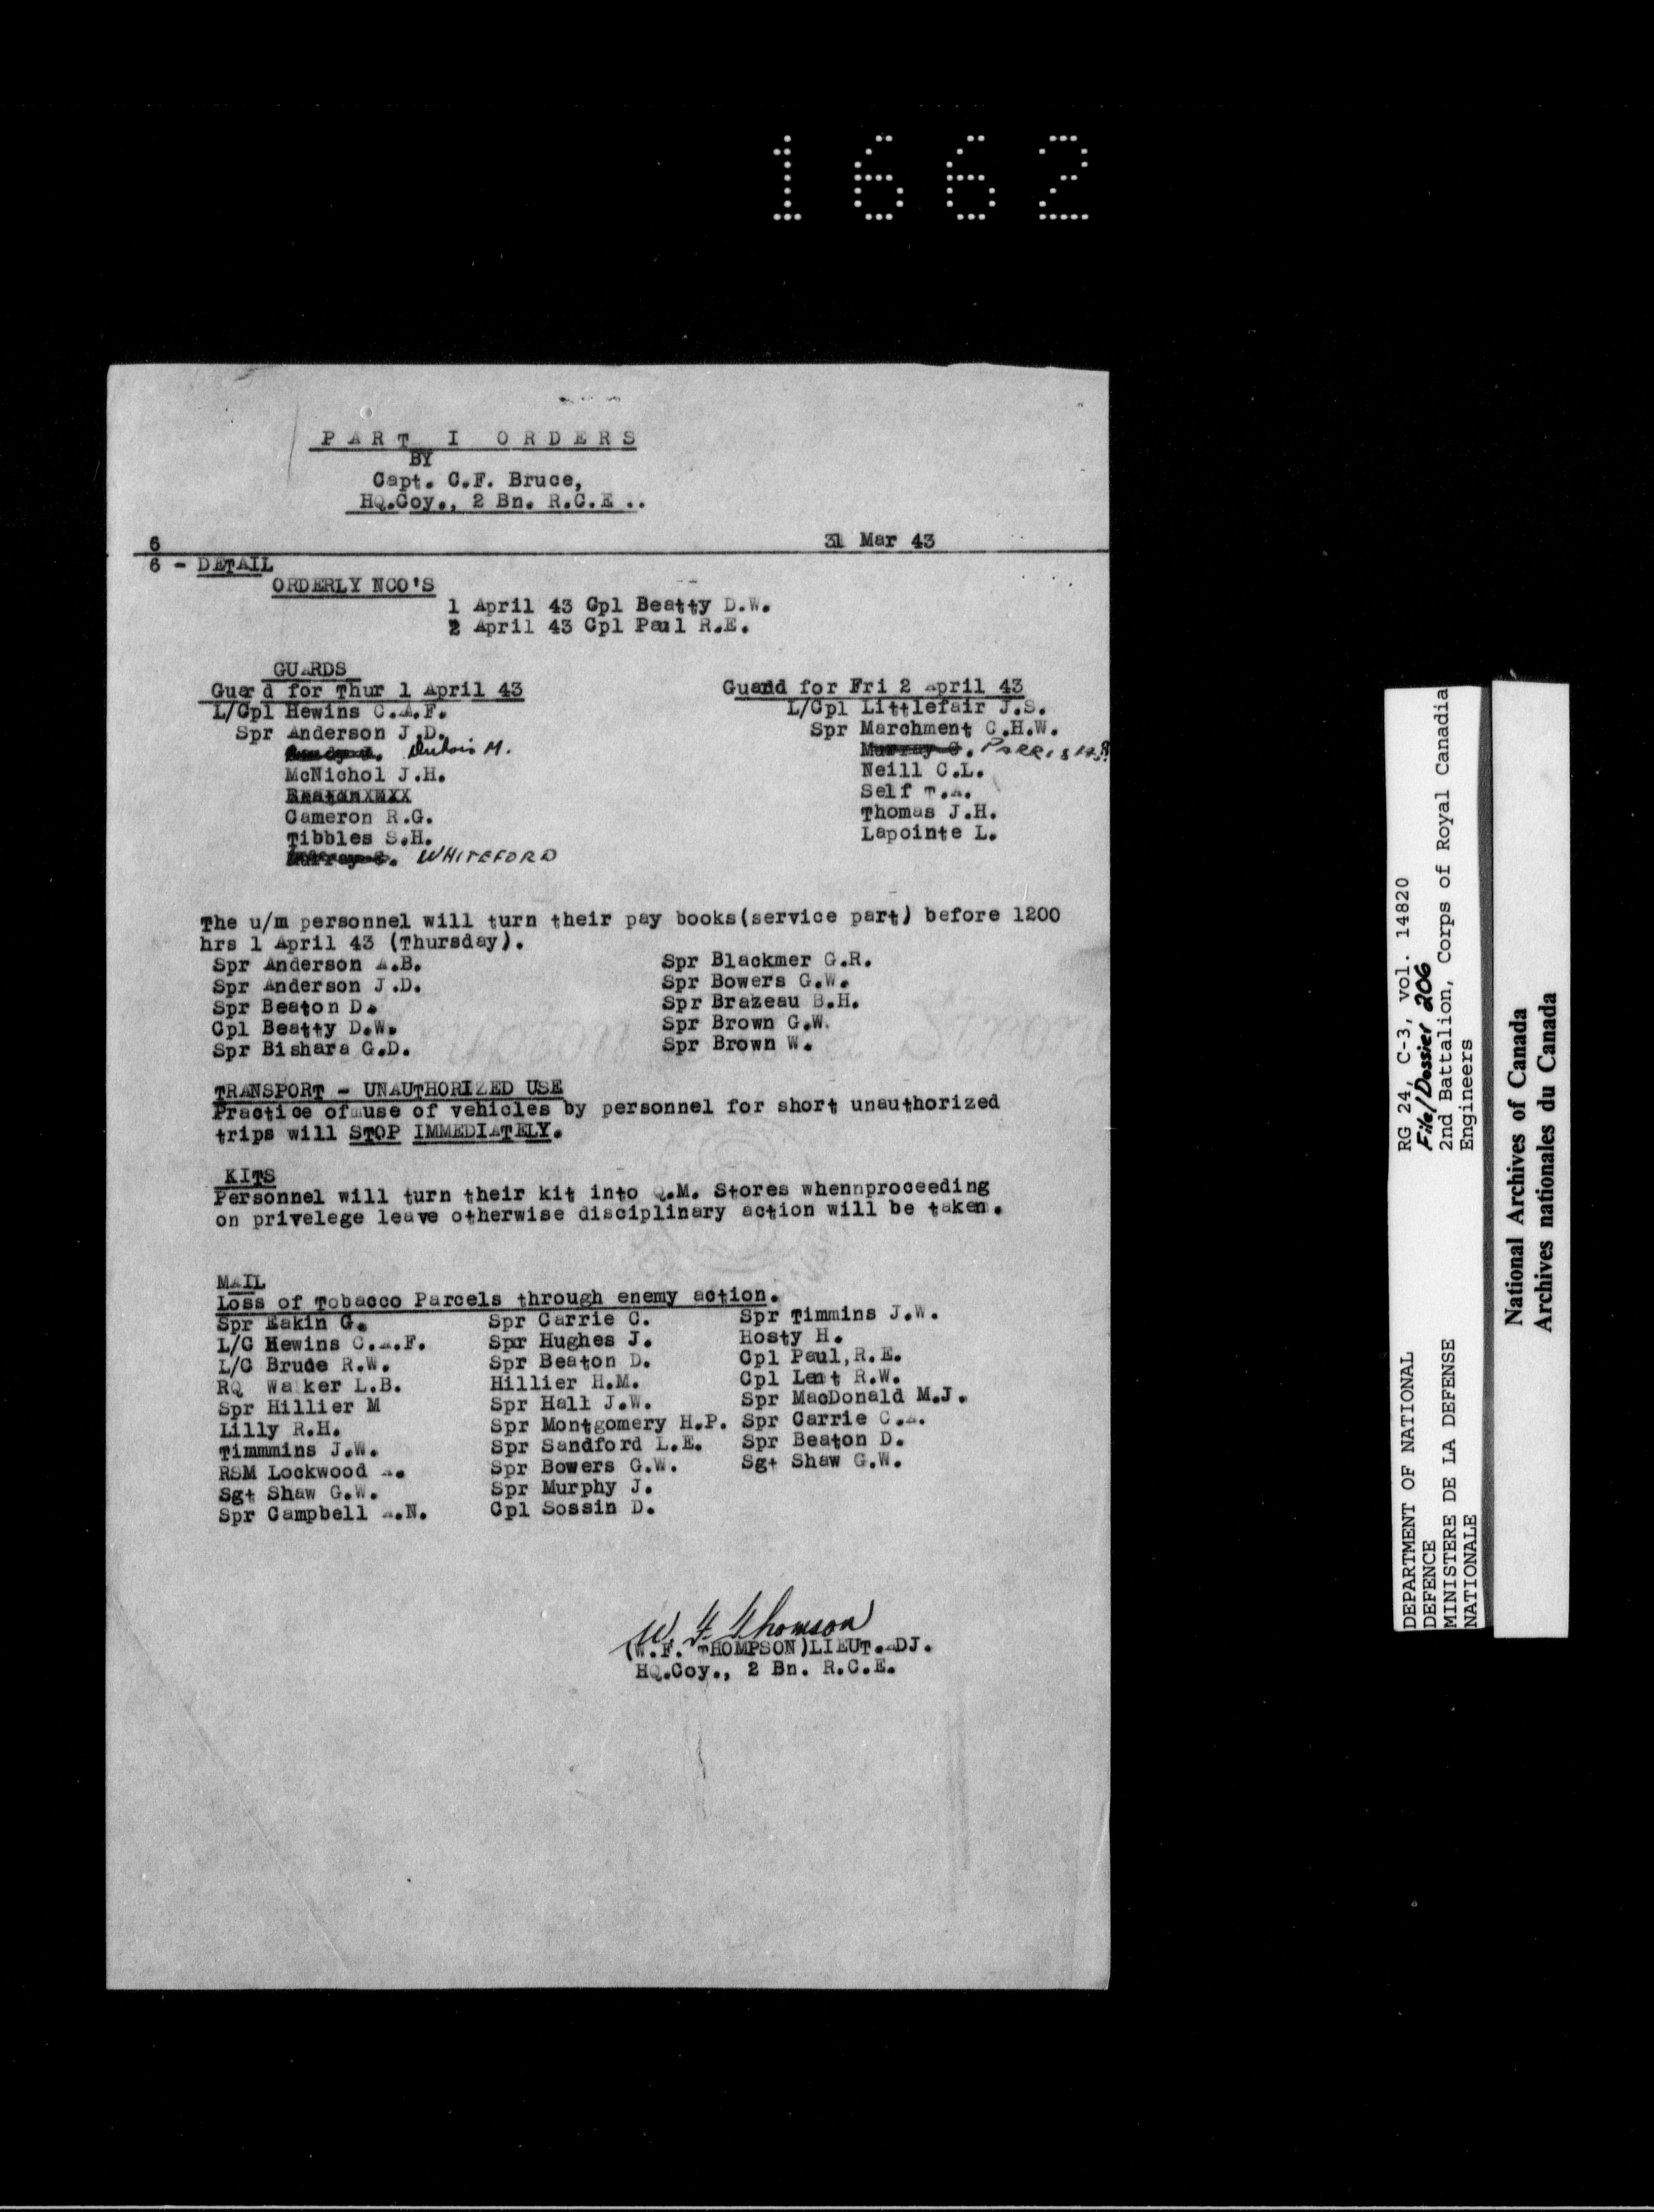 1662
PART I ORDERS
BY
Capt. C.F. Bruce,
HQ.Coy., 2 Bn. R.C.E ..
6 31 Mar 43
6 - DETAIL
ORDERLY NCO'S
1 April 43 Cpl Beatty D.W.
2 April 43 Cpl Paul R.E.
GUARDS
Guard for Thur 1 April 43
L/Cpl Hewins C.A.F.
Spr Anderson J.D.
Dubois M.
McNichol J.H.
BeatonXMXX
Cameron R.G.
Tibbles S.H.
Murray C. WHITEFORD
Guand for Fri 2 April 43
L/Cpl Littlefair J.S.
Spr Marchment C.H.W.
Murray C. PARRIS
Neill C.L.
Self T.A.
Thomas J.H.
Lapointe L.
The u/m personnel will turn their pay books(service part) before 1200
hrs 1 April 43 (Thursday).
Spr Anderson A.B. Spr Blackmer G.R.
Spr Anderson J.D. Spr Bowers G.W.
Spr Beaton D. Spr Brazeau B.H.
Cpl Beatty D.W. Spr Brown G.W.
Spr Bishara G.D. Spr Brown W.
TRANSPORT - UNAUTHORIZED USE
Practice of use of vehicles by personnel for short unauthorized
trips will STOP IMMEDIATELY.
KITS
Personnel will turn their kit into Q.M. Stores whennproceeding
on privelege leave otherwise disciplinary action will be taken.
MAIL
Loss of Tobacco Parcels through enemy action.
Spr Eakin G. Spr Carrie C. Spr Timmins J.W.
L/C Hewins C.A.F. Spr Hughes J. Hosty H.
L/C Brude R.W. Spr Beaton D. Cpl Paul,R.E.
RQ Walker L.B. Hillier H.M. Cpl Lent R.W.
Spr Hillier M Spr Hall J.W. Spr MacDonald M.J.
Lilly R.H. Spr Montgomery H.P. Spr Carrie C.A.
Timmmins J.W. Spr Sandford L.E. Spr Beaton D.
RSM Lockwood A. Spr Bowers G.W. Sgt Shaw G.W.
Sgt Shaw G.W. Spr Murphy J.
Spr Campbell A.N. Cpl Sossin D.
W. F. Thomson
(W.F. THOMPSON)LIEUT.ADJ.
HQ.Coy., 2 Bn. R.C.E.
DEPARTMENT OF NATIONAL
DEFENCE
MINISTERE DE LA DEFENSE
NATIONALE
RG 24, C-3, vol. 14820
File/Dossier 206
2nd Battalion, Corps of Royal Canadia
Engineers
National Archives of Canada
Archives nationales du Canada